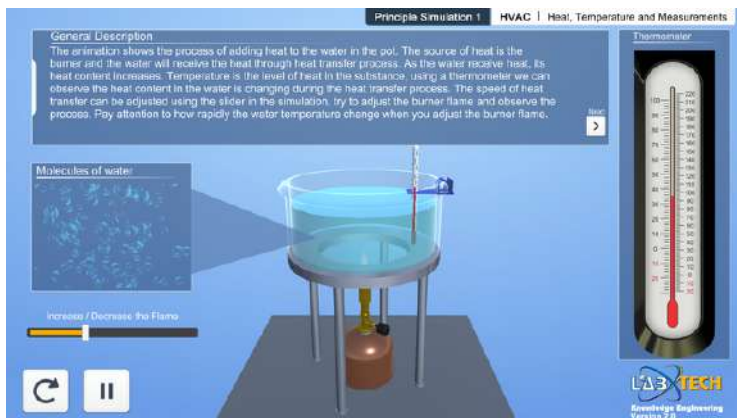 Principle Simulation 1
HVAC | Heat, Temperature and Measurements
General Description
The animation shows the process of adding heat to the water in the pot. The source of heat is the
burner and the water will receive the heat through heat transfer process. As the water receive heat, its
heat content increases. Temperature is the level of heat in the substance, using a thermometer we can
observe the heat content in the water is changing during the heat transfer process. The speed of heat
transfer can be adjusted using the slider in the simulation, try to adjust the burner flame and observe the
process. Pay attention to how rapidly the water temperature change when you adjust the burner flame.
Next
Thermometer
Molecules of water
Increase / Decrease the Flame
LABTECH
Knowledge Engineering
Version 2.0